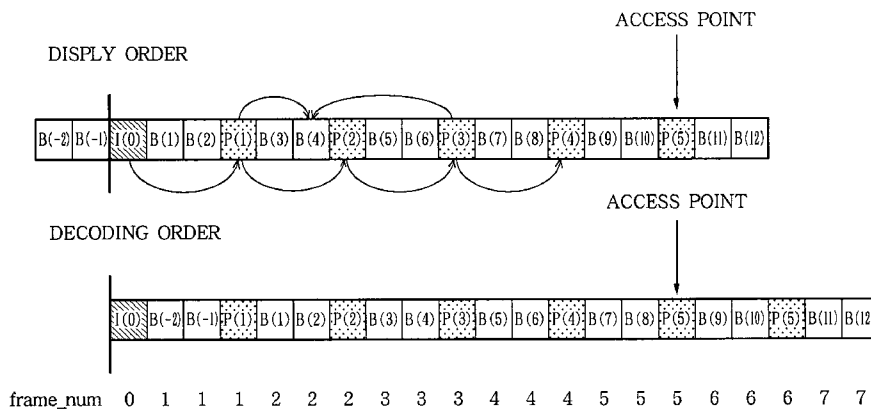 ACCESS POINT
DISPLY ORDER
B(-2) B(-1) I(0) B(1) B(2) P(1) B(3) B(4) P(2) B(5) B(6) P(3) B(4) B(8) P(4) B(9) B(10) P(5) B(11) B(12)
ACCESS POINT
DECODING ORDER
I(0) B(-2) B(-1) P(1) B(1) B(2) P(2) B(3) B(4) P(3) B(5) B(6) P(4) B(7) B(8) P(5) B(9) B(10) P(5) B(11) B(12
frame_num 0 1 1 1 2 2 2 3 3 3 4 4 4 5 5 5 6 6 6 7 7